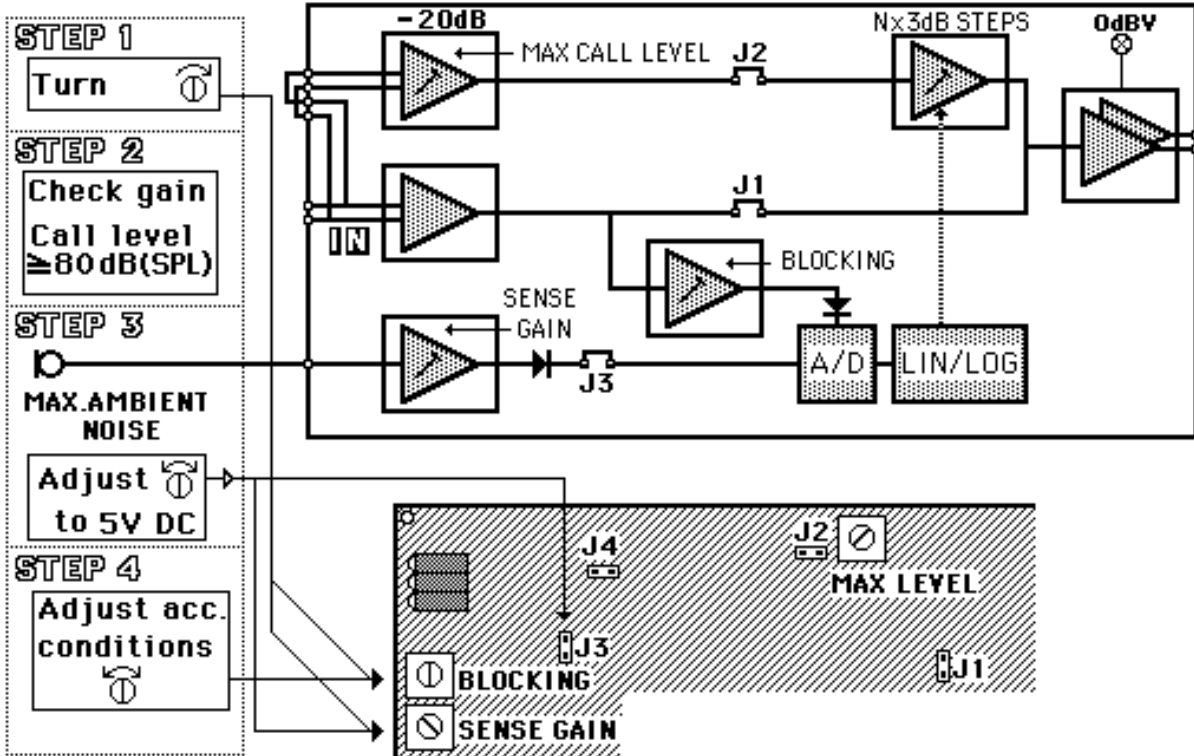 STEP 1
Turn
STEP 2
Check gain
Call level
≧80dB(SPL)
STEP 3
MAX.AMBIENT
NOISE
Adjust
to 5V DC
STEP 4
Adjust acc.
conditions
-20dB
MAX CALL LEVEL
J2
N×3dB STEPS
0dBV
IN
J1
BLOCKING
SENSE
GAIN
J3
A/D
LIN/LOG
J4
J2
MAX LEVEL
J3
J1
BLOCKING
SENSE GAIN